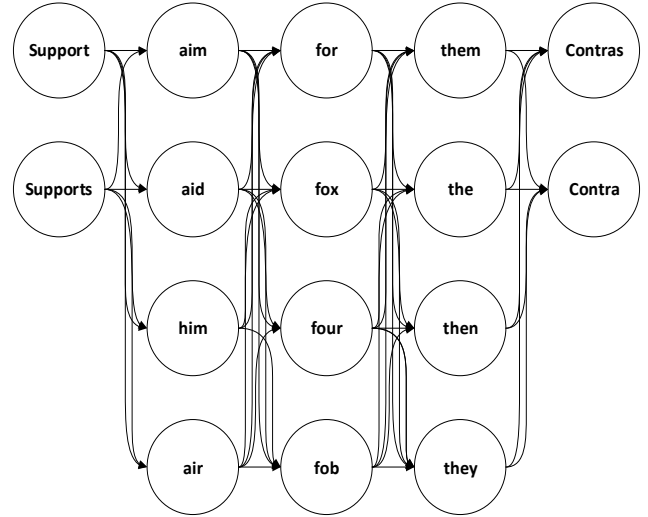 Support aim for them Contras
Supports aid fox the Contra
him four then
air fob they